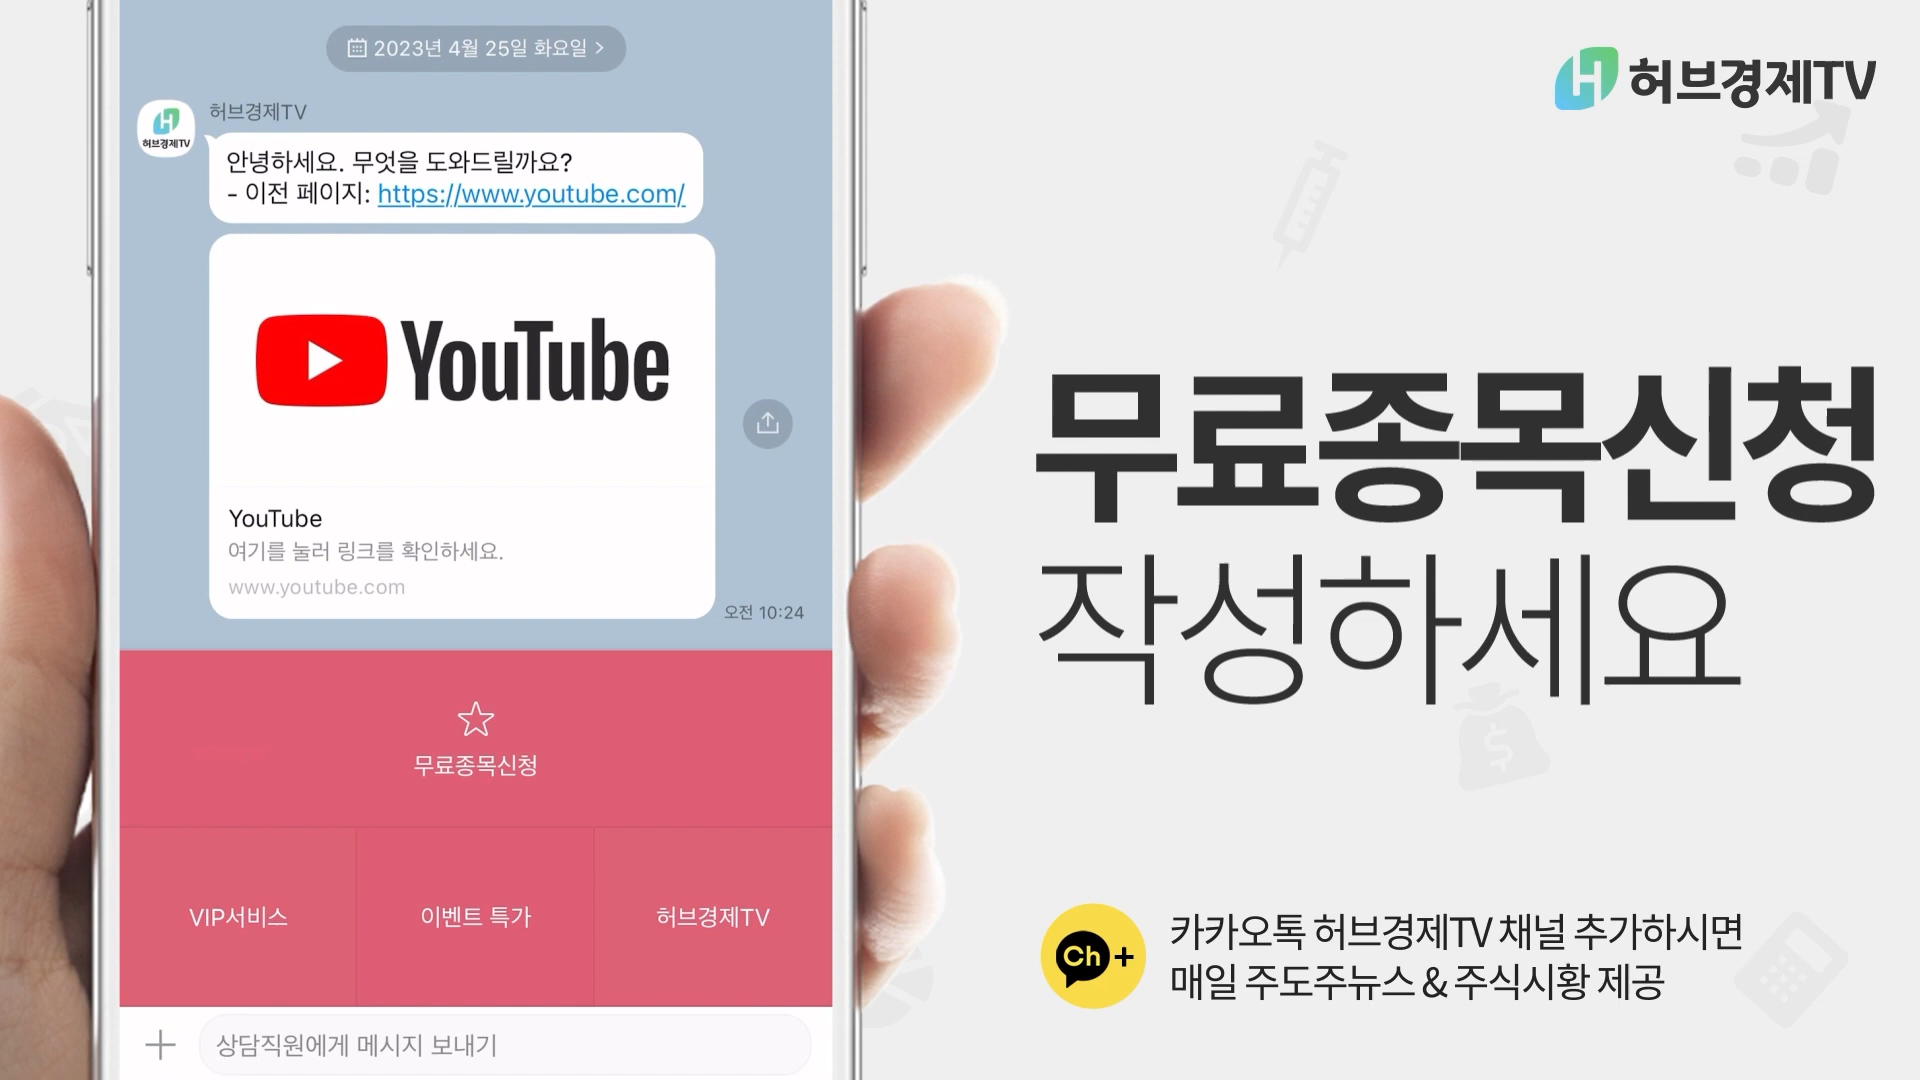 2023년 4월 25일 화요일 >
허브경제TV
허브경제TV
안녕하세요. 무엇을 도와드릴까요?
- 이전 페이지: https://www.youtube.com/
YouTube
YouTube
여기를 눌러 링크를 확인하세요.
www.youtube.com
오전 10:24
무료종목신청
VIP서비스
이벤트 특가
허브경제TV
상담직원에게 메시지 보내기
H 허브경제TV
무료종목신청
작성하세요
Ch+
카카오톡 허브경제TV 채널 추가하시면
매일 주도주뉴스 & 주식시황 제공